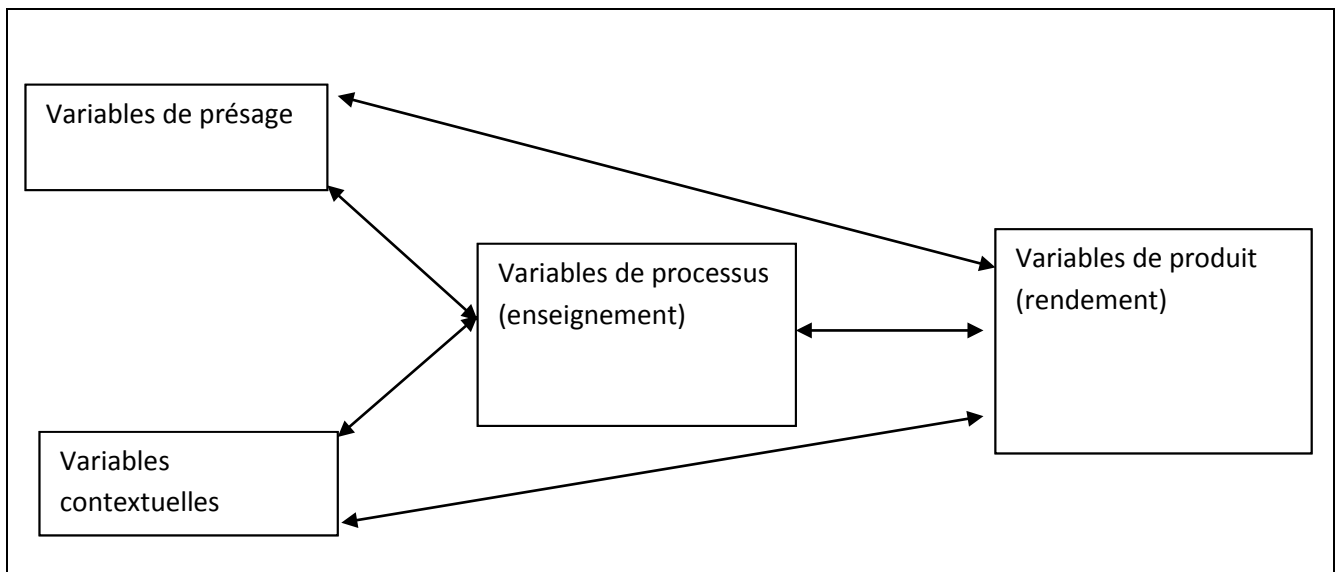 Variables de présage
Variables de processus
(enseignement)
Variables de produit
(rendement)
Variables
contextuelles